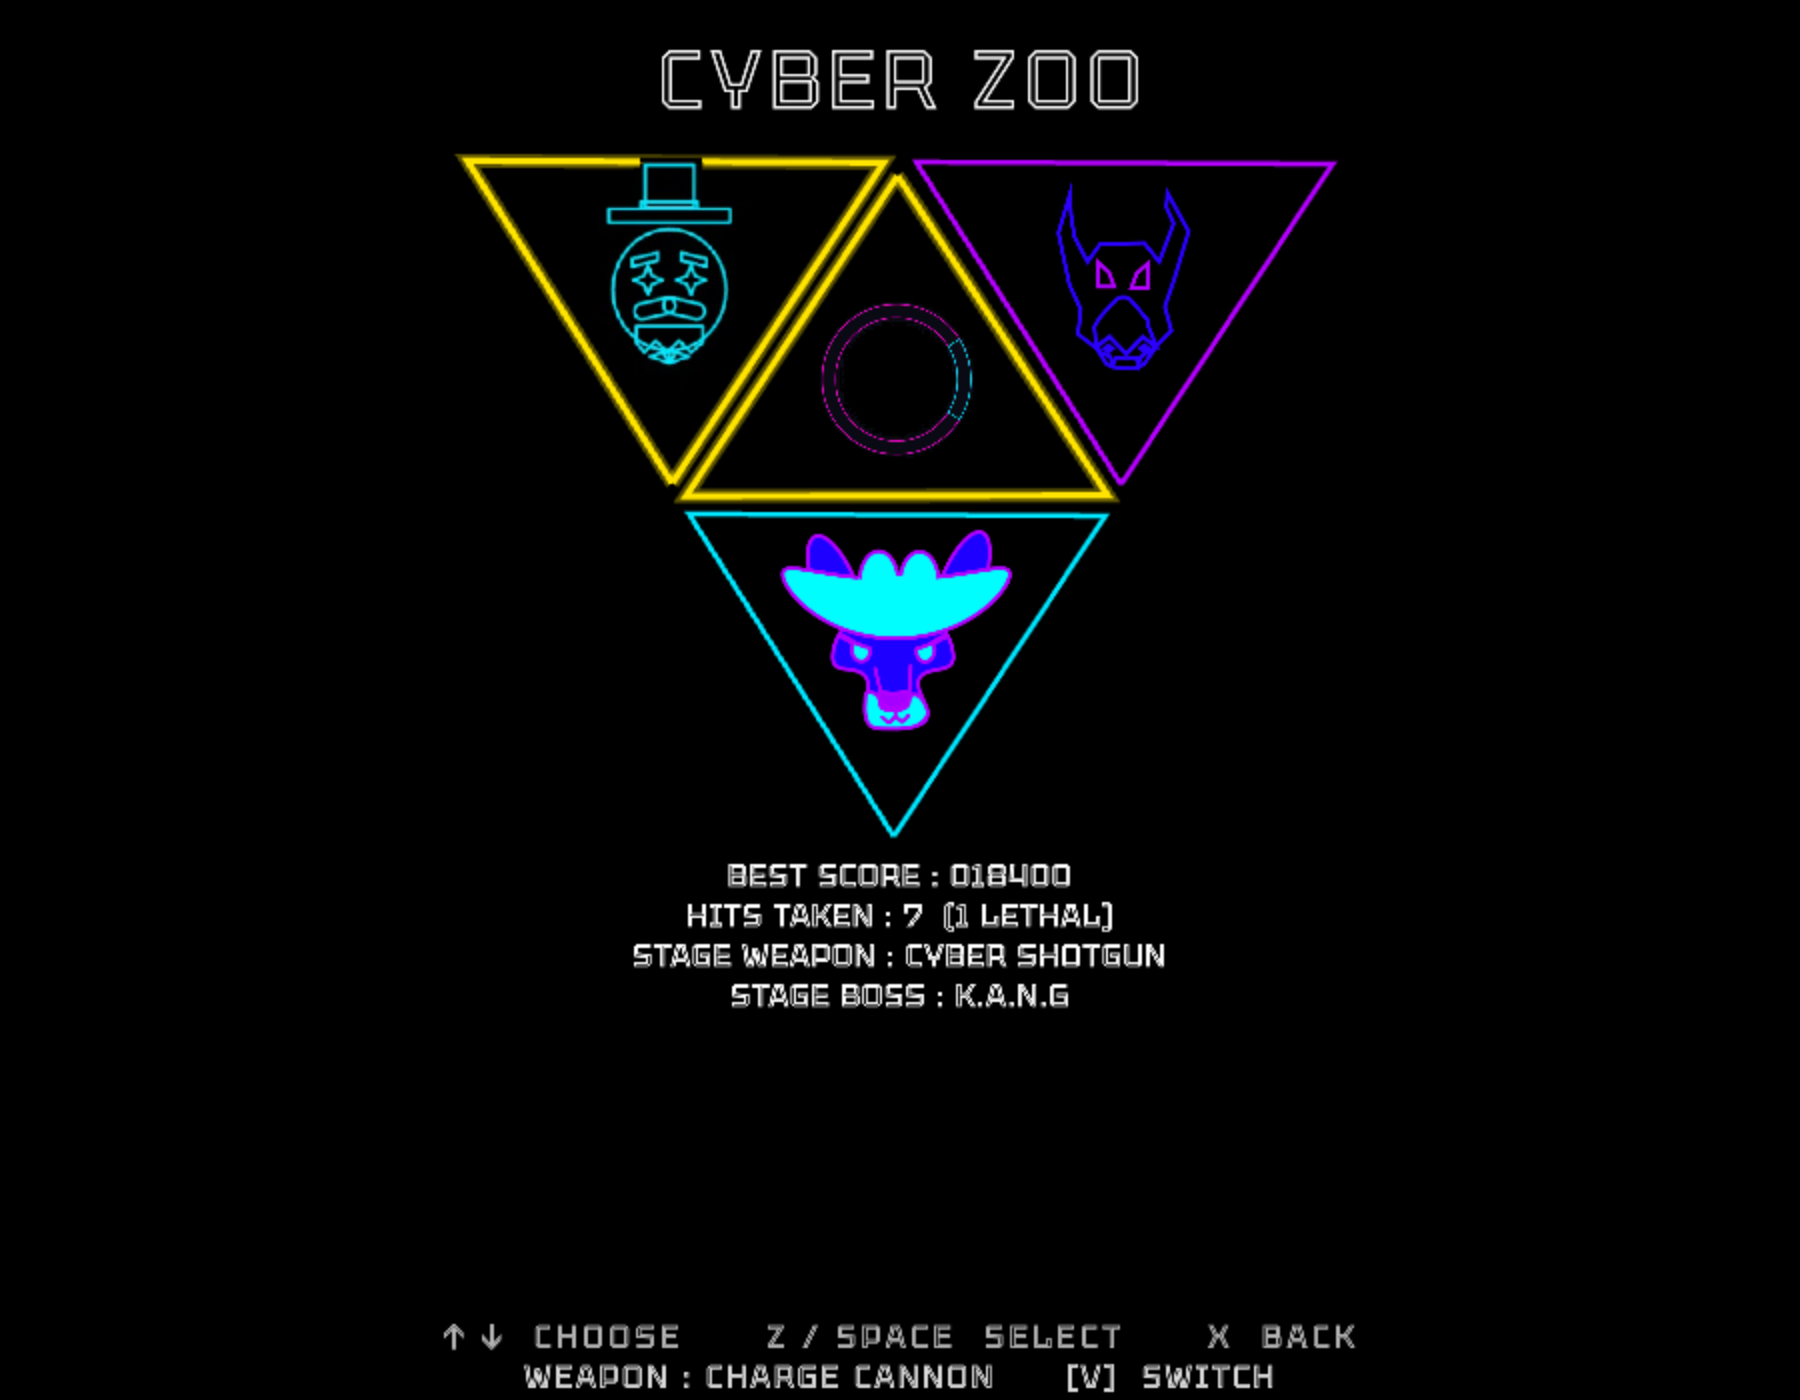 CYBER ZOO
BEST SCORE : 018400
HITS TAKEN : 7 (1 LETHAL)
STAGE WEAPON : CYBER SHOTGUN
STAGE BOSS : K.A.N.G
↑ ↓ CHOOSE Z / SPACE SELECT X BACK
WEAPON : CHARGE CANNON [V] SWITCH